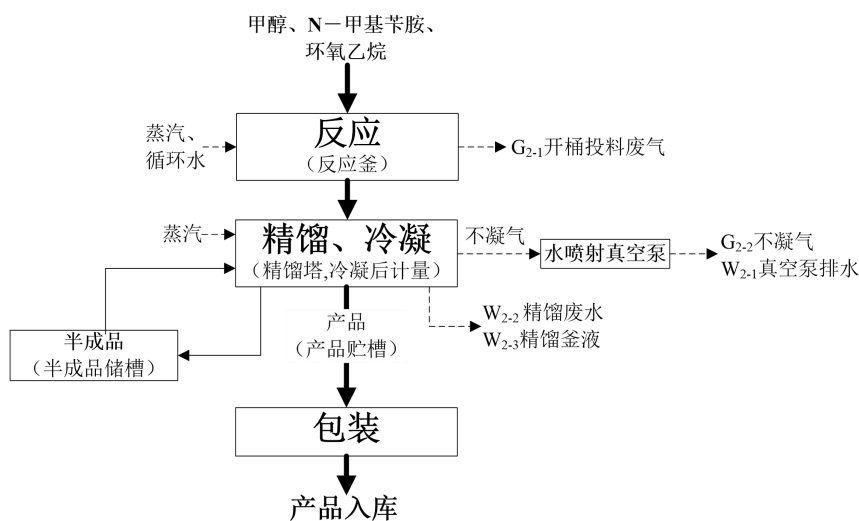 甲醇、N－甲基苄胺、
环氧乙烷
蒸汽、
循环水
反应
（反应釜）
G2-1开桶投料废气
蒸汽
精馏、冷凝
（精馏塔,冷凝后计量）
不凝气
水喷射真空泵
G2-2不凝气
W2-1真空泵排水
W2-2 精馏废水
W2-3精馏釜液
产品
（产品贮槽）
半成品
（半成品储槽）
包装
产品入库